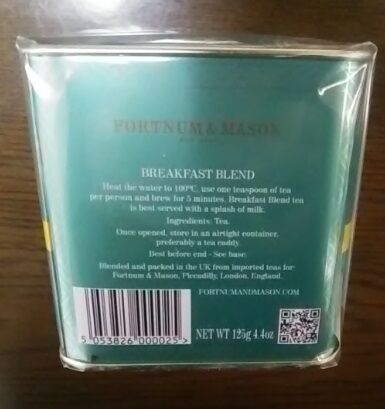 FORTNUM & MASON
BREAKFAST BLEND
Heat the water to 100°C, use one teaspoon of tea
per person and brew for 5 minutes. Breakfast Blend tea
is best served with a splash of milk.
Ingredients: Tea.
Once opened, store in an airtight container,
preferably a tea caddy.
Best before end - See base.
Blended and packed in the UK from imported teas for:
Fortnum & Mason, Piccadilly, London, England.
FORTNUMANDMASON.COM
5 053826 000025 >
NET WT 125g 4.4oz